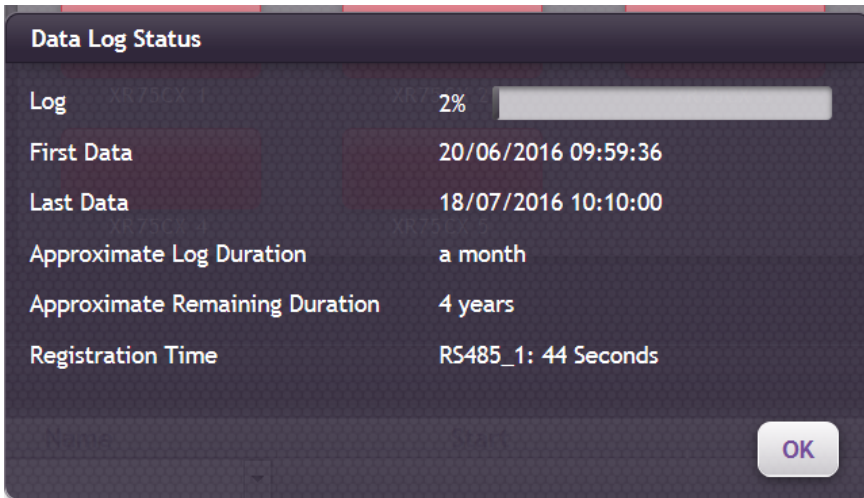 Data Log Status
Log 2%
First Data 20/06/2016 09:59:36
Last Data 18/07/2016 10:10:00
Approximate Log Duration a month
Approximate Remaining Duration 4 years
Registration Time RS485_1: 44 Seconds
Name Start
OK